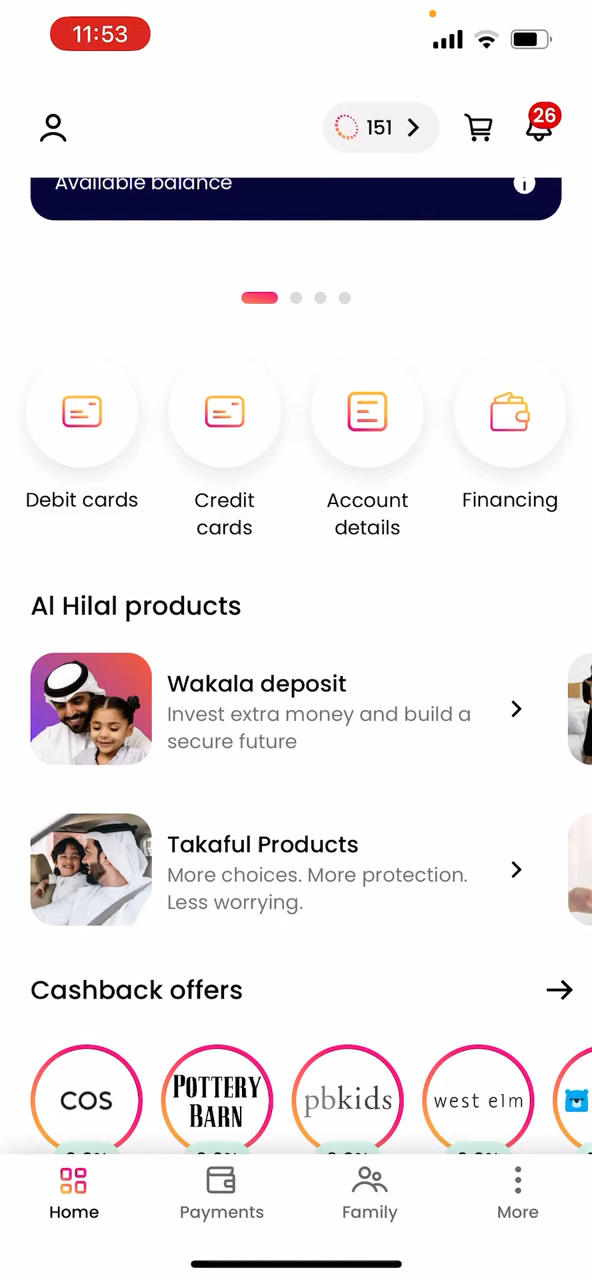 11:53
151
26
Available balance
Debit cards
Credit
cards
Account
details
Financing
Al Hilal products
Wakala deposit
Invest extra money and build a
secure future
Takaful Products
More choices. More protection.
Less worrying.
Cashback offers
COS
POTTERY
BARN
pbkids
west elm
Home
Payments
Family
More